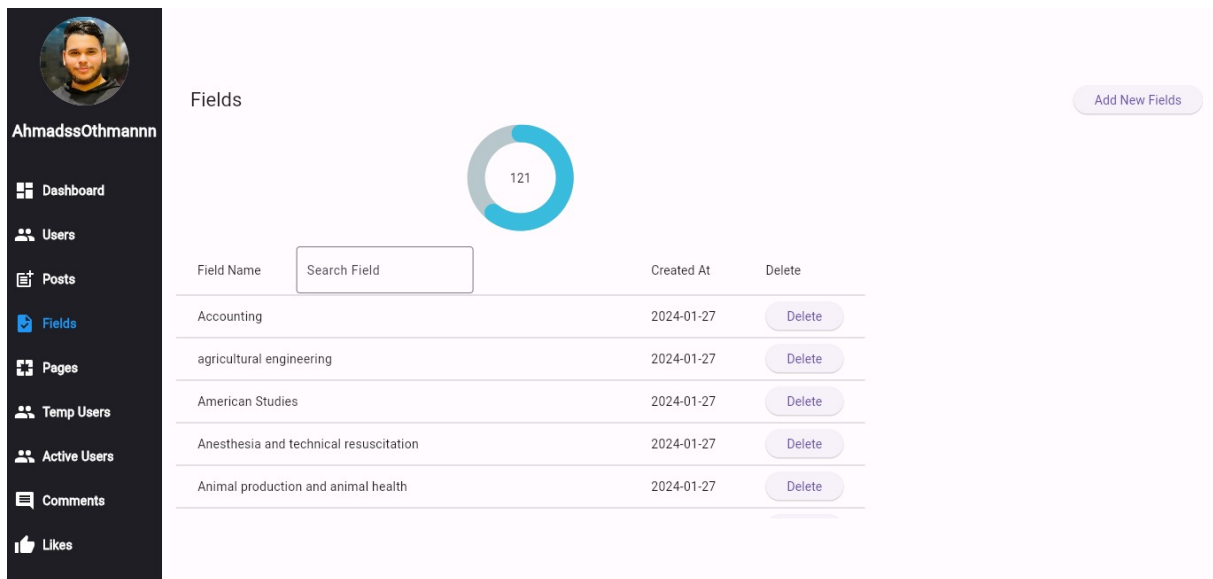 AhmadssOthmannn
Dashboard
Users
Posts
Fields
Pages
Temp Users
Active Users
Comments
Likes
Fields
Add New Fields
121
Field Name Search Field Created At Delete
Accounting 2024-01-27 Delete
agricultural engineering 2024-01-27 Delete
American Studies 2024-01-27 Delete
Anesthesia and technical resuscitation 2024-01-27 Delete
Animal production and animal health 2024-01-27 Delete